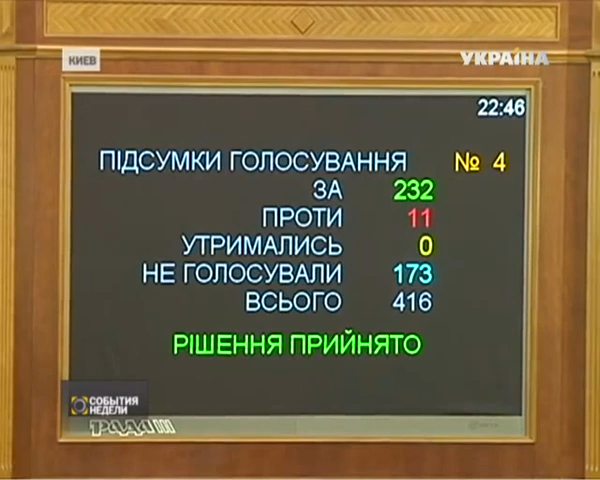 КИЕВ
УКРАЇНА
22:46
ПІДСУМКИ ГОЛОСУВАННЯ № 4
ЗА 232
ПРОТИ 11
УТРИМАЛИСЬ 0
НЕ ГОЛОСУВАЛИ 173
ВСЬОГО 416
РІШЕННЯ ПРИЙНЯТО
СОБЫТИЯ
НЕДЕЛИ
РАДА